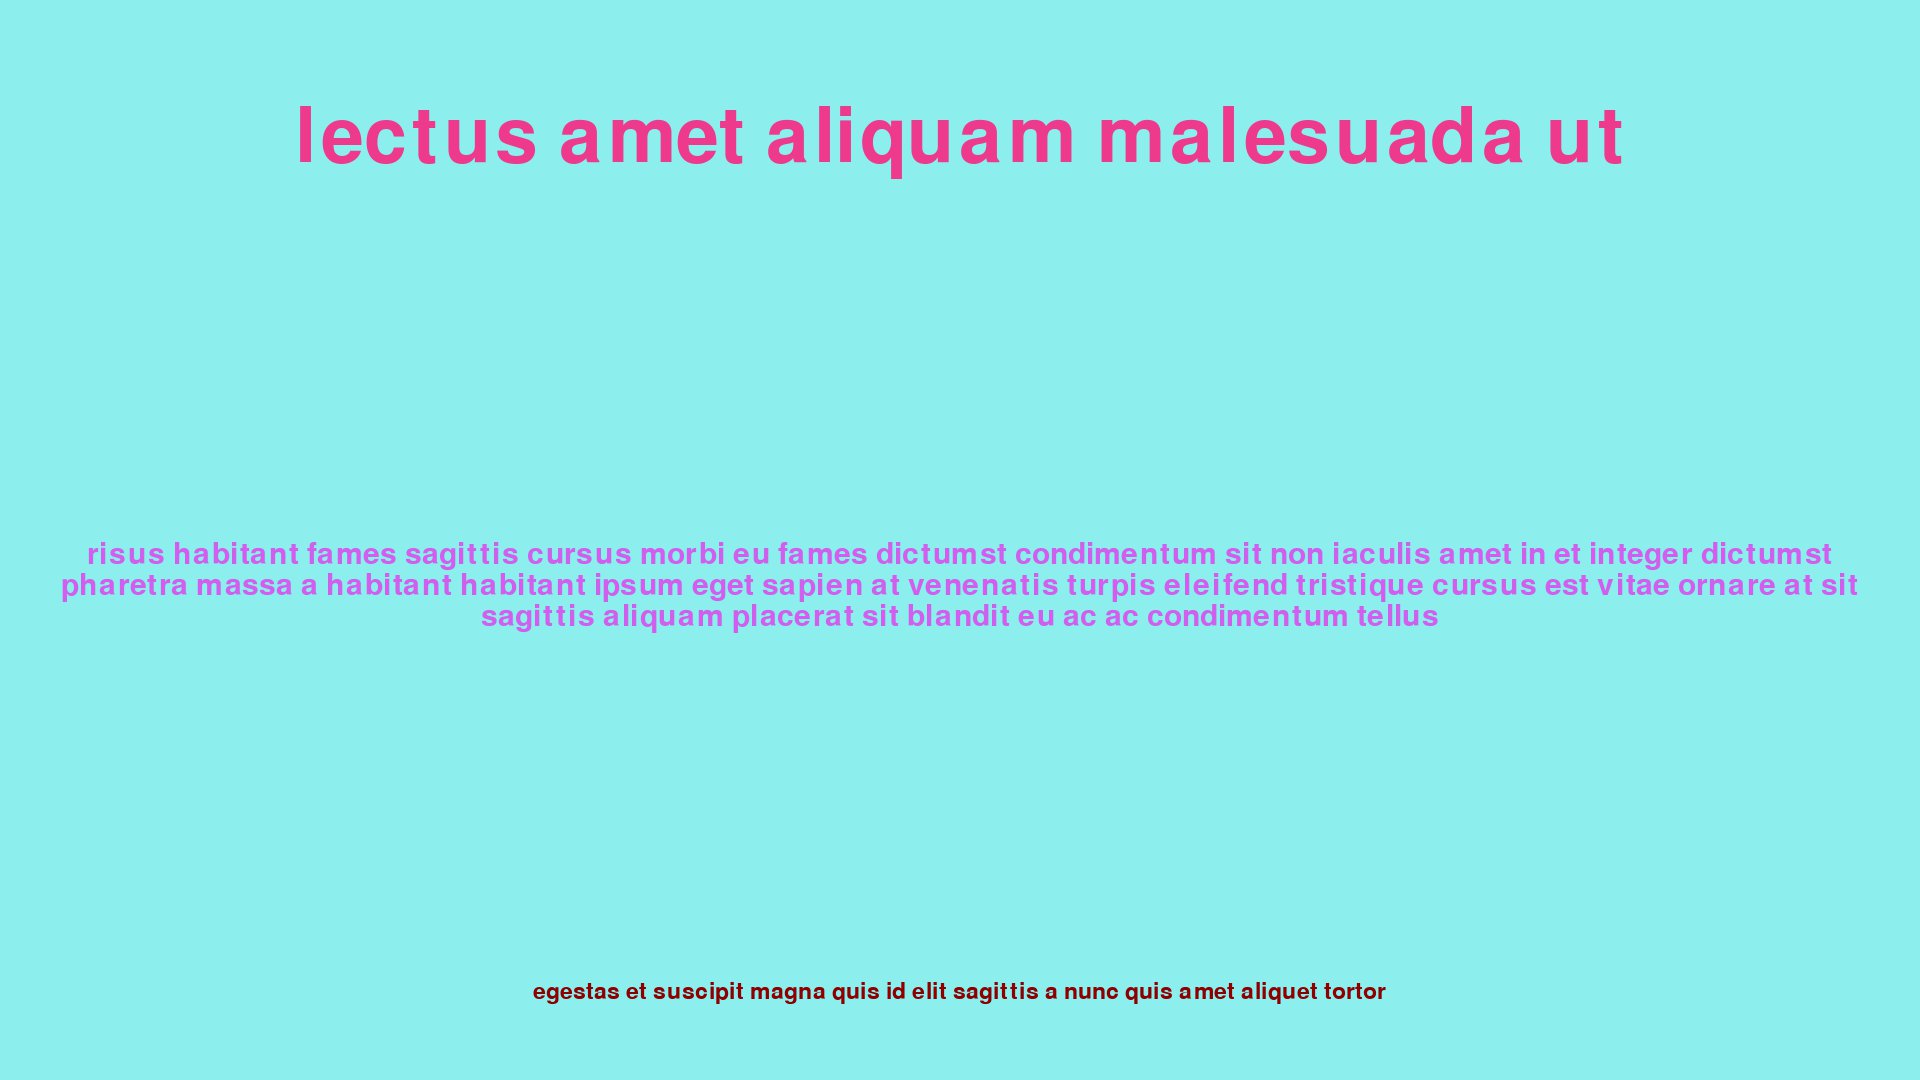 lectus amet aliquam malesuada ut
risus habitant fames sagittis cursus morbi eu fames dictumst condimentum sit non iaculis amet in et integer dictumst
pharetra massa a habitant habitant ipsum eget sapien at venenatis turpis eleifend tristique cursus est vitae ornare at sit
sagittis aliquam placerat sit blandit eu ac ac condimentum tellus
egestas et suscipit magna quis id elit sagittis a nunc quis amet aliquet tortor